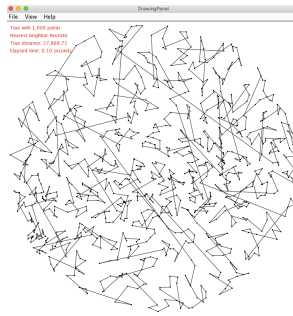 DrawingPanel
File View Help
Tour with 1,000 points
Nearest neighbor heuristic
Tour distance: 27,868.71
Elapsed time: 0.10 seconds